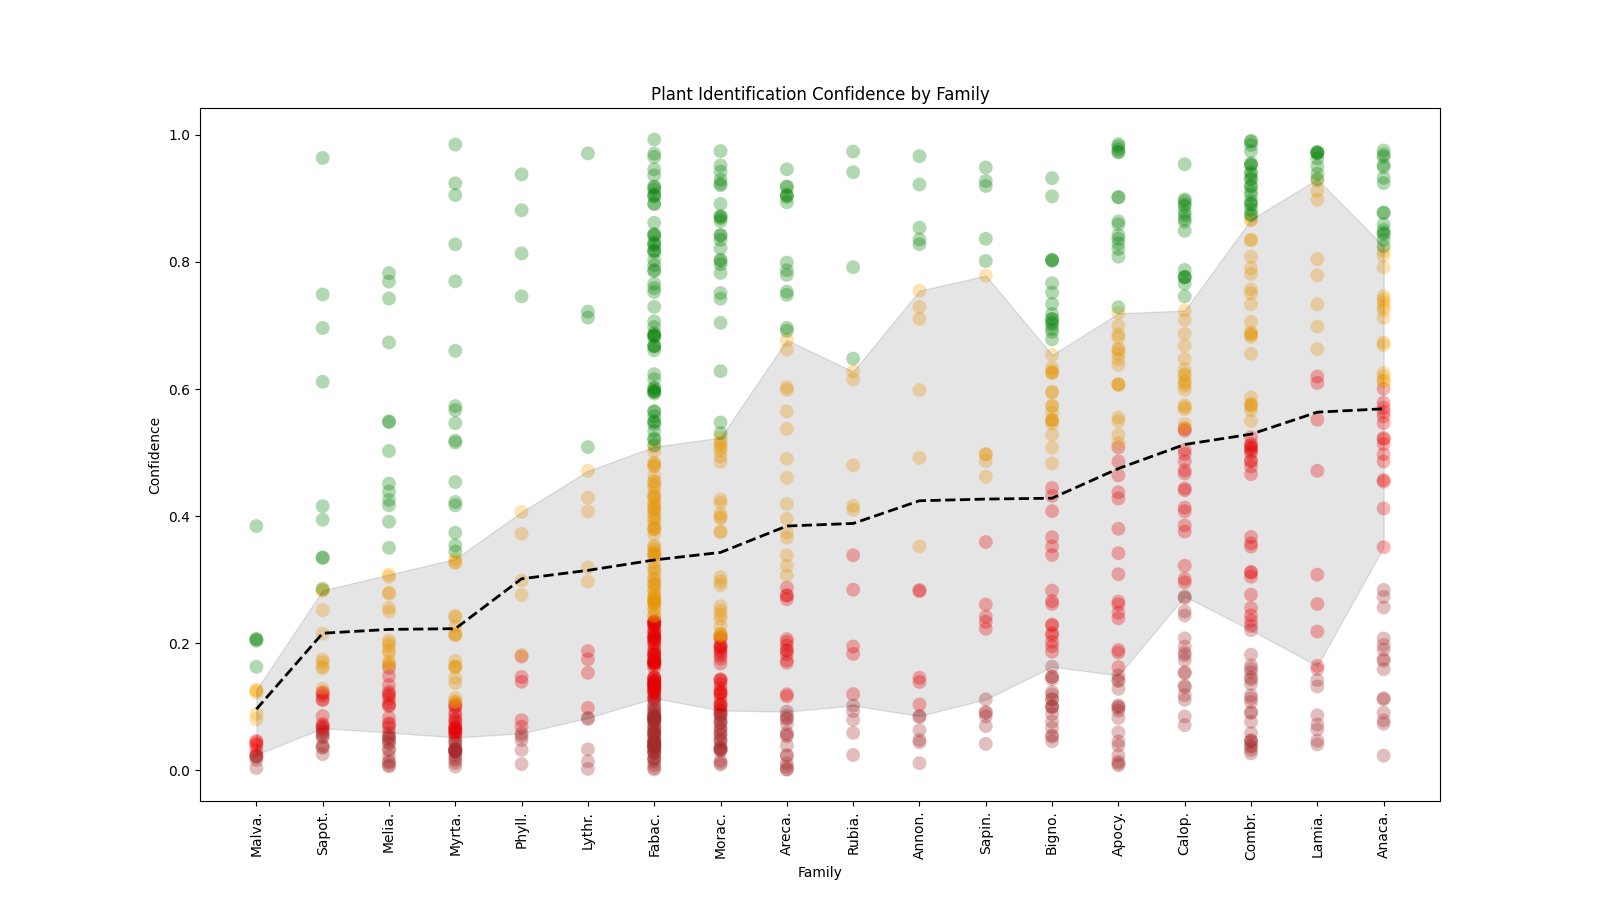 Plant Identification Confidence by Family
Confidence
1.0
0.8
0.6
0.4
0.2
0.0
Malva.
Sapot.
Melia.
Myrta.
Phyll.
Lythr.
Fabac.
Morac.
Areca.
Rubia.
Annon.
Sapin.
Bigno.
Apocy.
Calop.
Combr.
Lamia.
Anaca.
Family